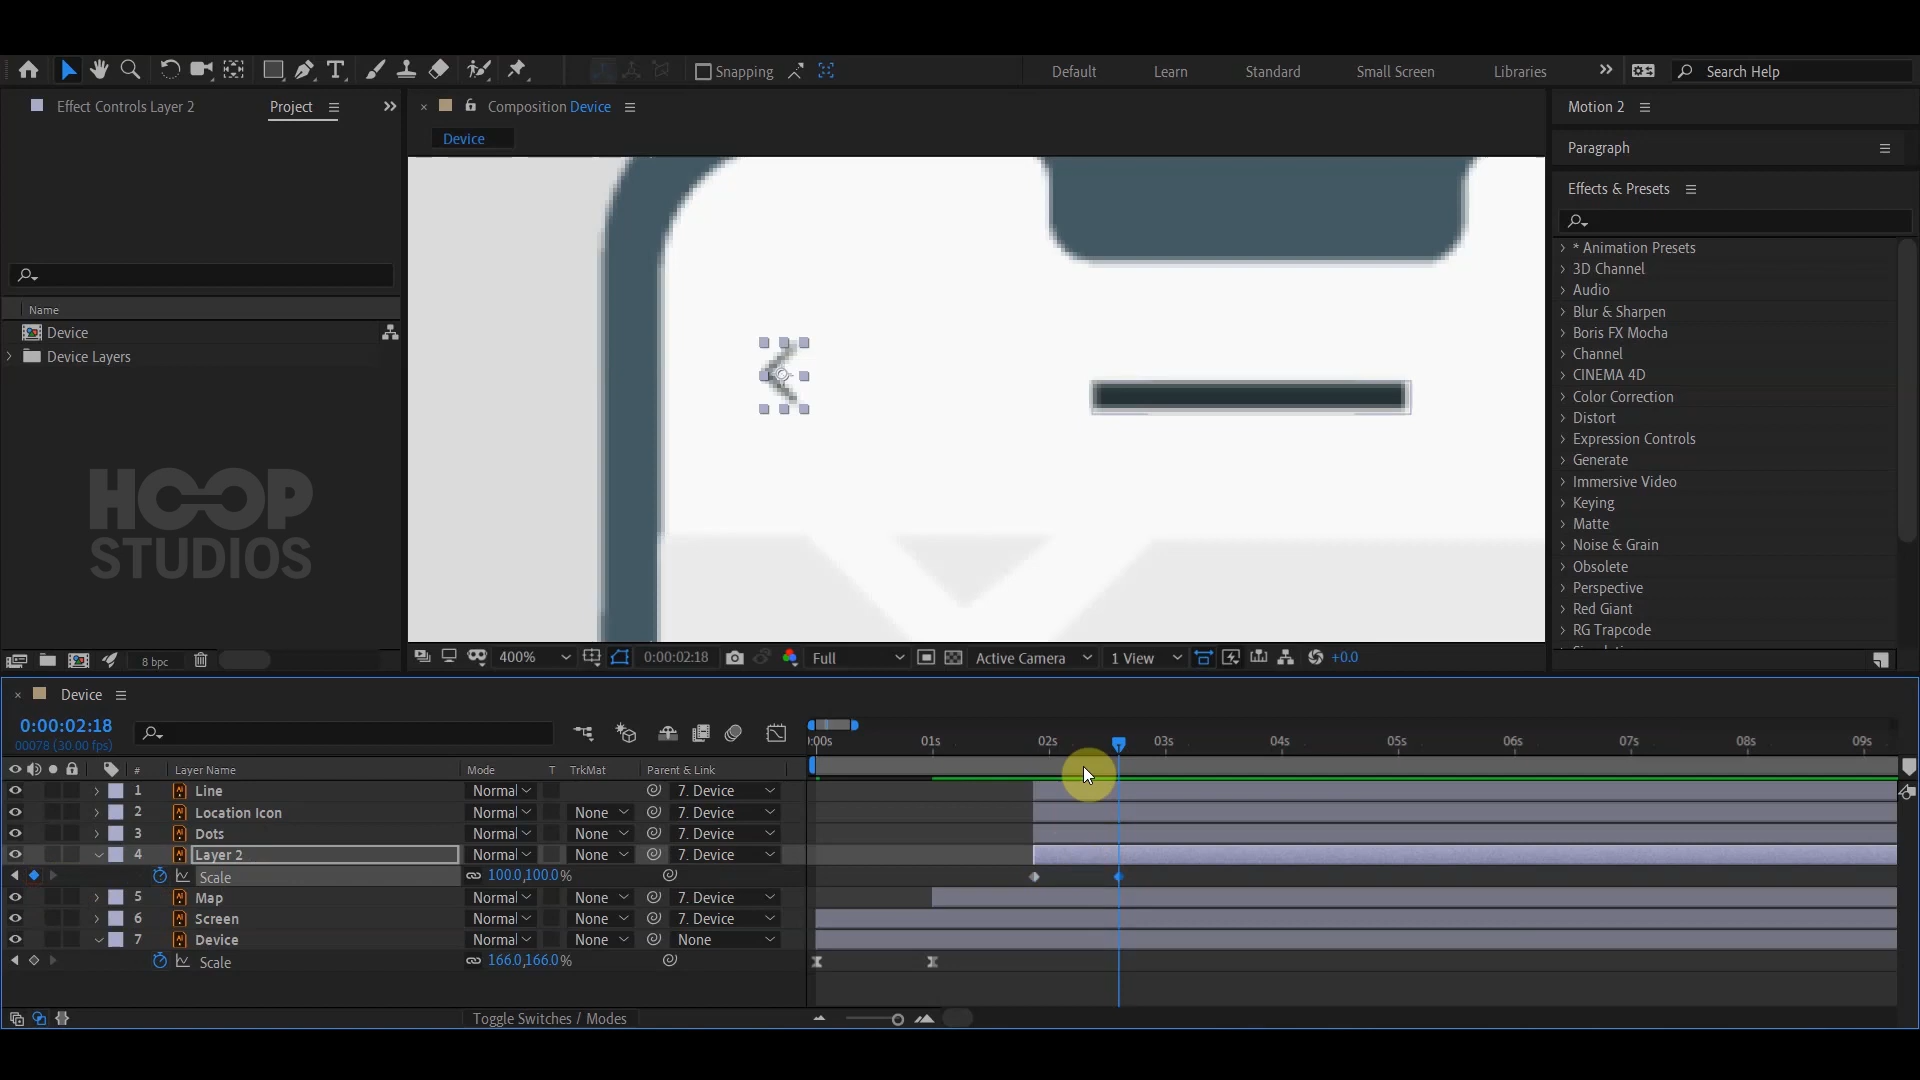 Snapping
Default
Learn
Standard
Small Screen
Libraries
Search Help
Effect Controls Layer 2
Project
Composition Device
Motion 2
Device
Paragraph
Effects & Presets
* Animation Presets
3D Channel
Audio
Blur & Sharpen
Boris FX Mocha
Channel
CINEMA 4D
Color Correction
Distort
Expression Controls
Generate
Immersive Video
Keying
Matte
Noise & Grain
Obsolete
Perspective
Red Giant
RG Trapcode
Name
Device
Device Layers
HOOP
STUDIOS
8 bpc
400%
0:00:02:18
Full
Active Camera
1 View
+0.0
Device
0:00:02:18
00078 (30.00 fps)
:00s 01s 02s 03s 04s 05s 06s 07s 08s 09s
# Layer Name Mode T TrkMat Parent & Link
1 Line Normal 7. Device
2 Location Icon Normal None 7. Device
3 Dots Normal None 7. Device
4 Layer 2 Normal None 7. Device
Scale 100.0,100.0%
5 Map Normal None 7. Device
6 Screen Normal None 7. Device
7 Device Normal None None
Scale 166.0,166.0%
Toggle Switches / Modes